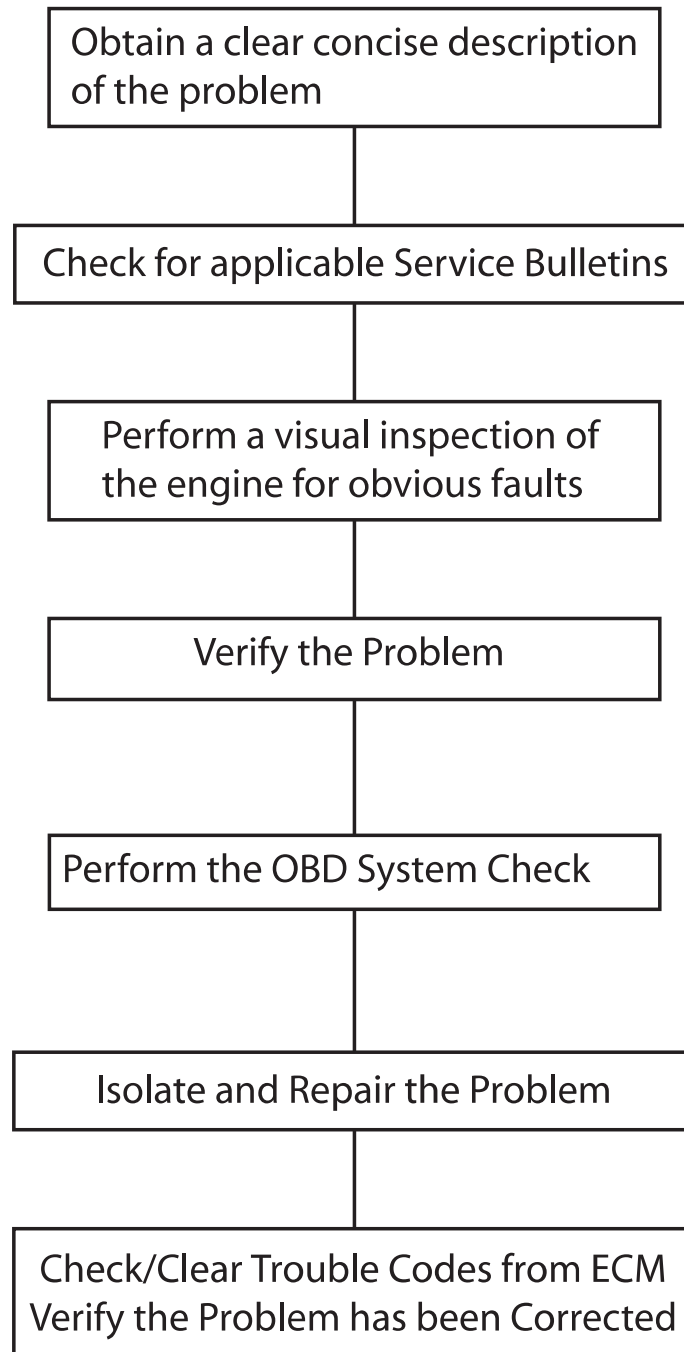 Obtain a clear concise description
of the problem
Check for applicable Service Bulletins
Perform a visual inspection of
the engine for obvious faults
Verify the Problem
Perform the OBD System Check
Isolate and Repair the Problem
Check/Clear Trouble Codes from ECM
Verify the Problem has been Corrected